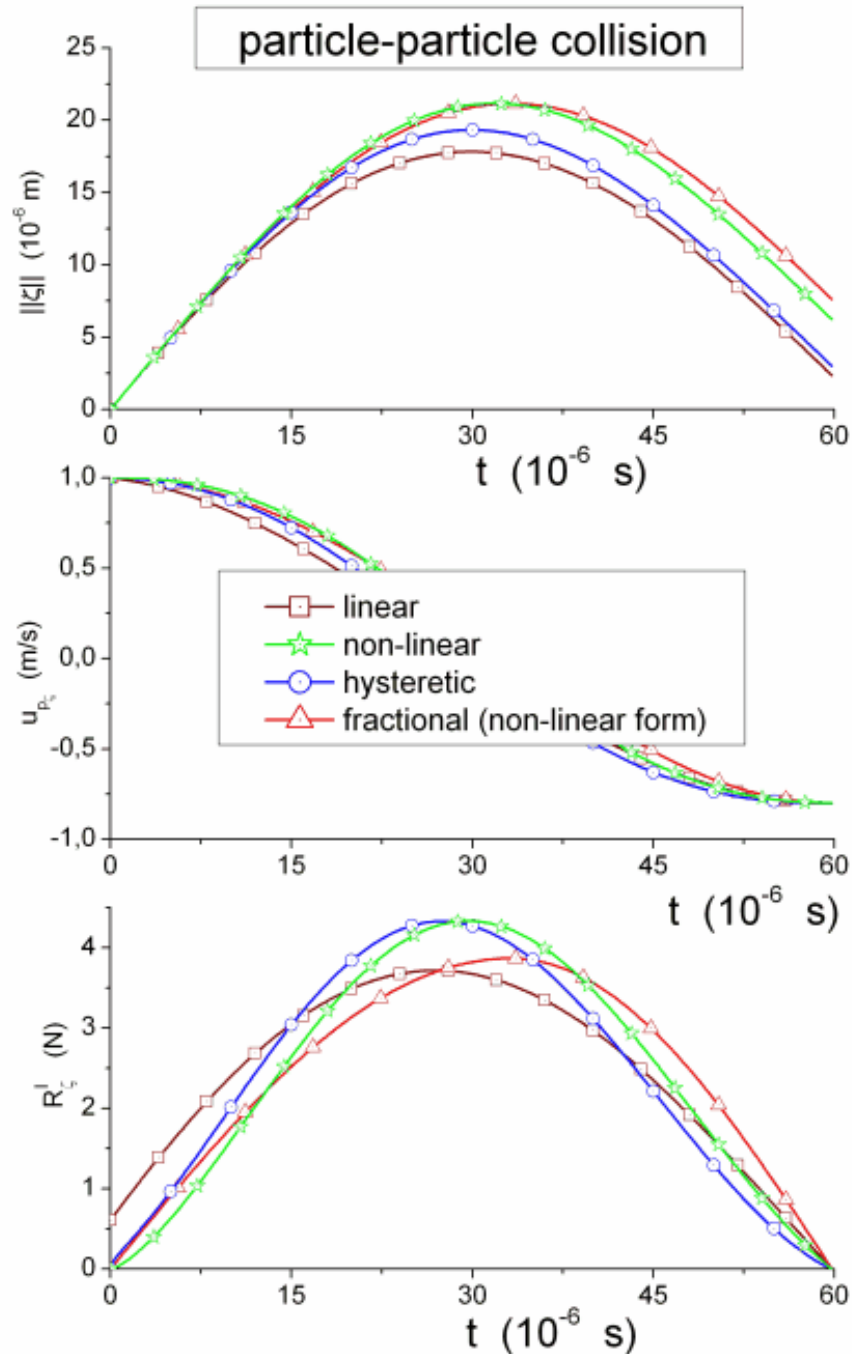 particle-particle collision
25
20
15
10
5
0
||ζ|| (10⁻⁶ m)
0 15 30 45 60
t (10⁻⁶ s)
1,0
0,5
0,0
-0,5
-1,0
u_pζ (m/s)
linear
non-linear
hysteretic
fractional (non-linear form)
0 15 30 45 60
t (10⁻⁶ s)
4
3
2
1
0
R_ζ^I (N)
0 15 30 45 60
t (10⁻⁶ s)